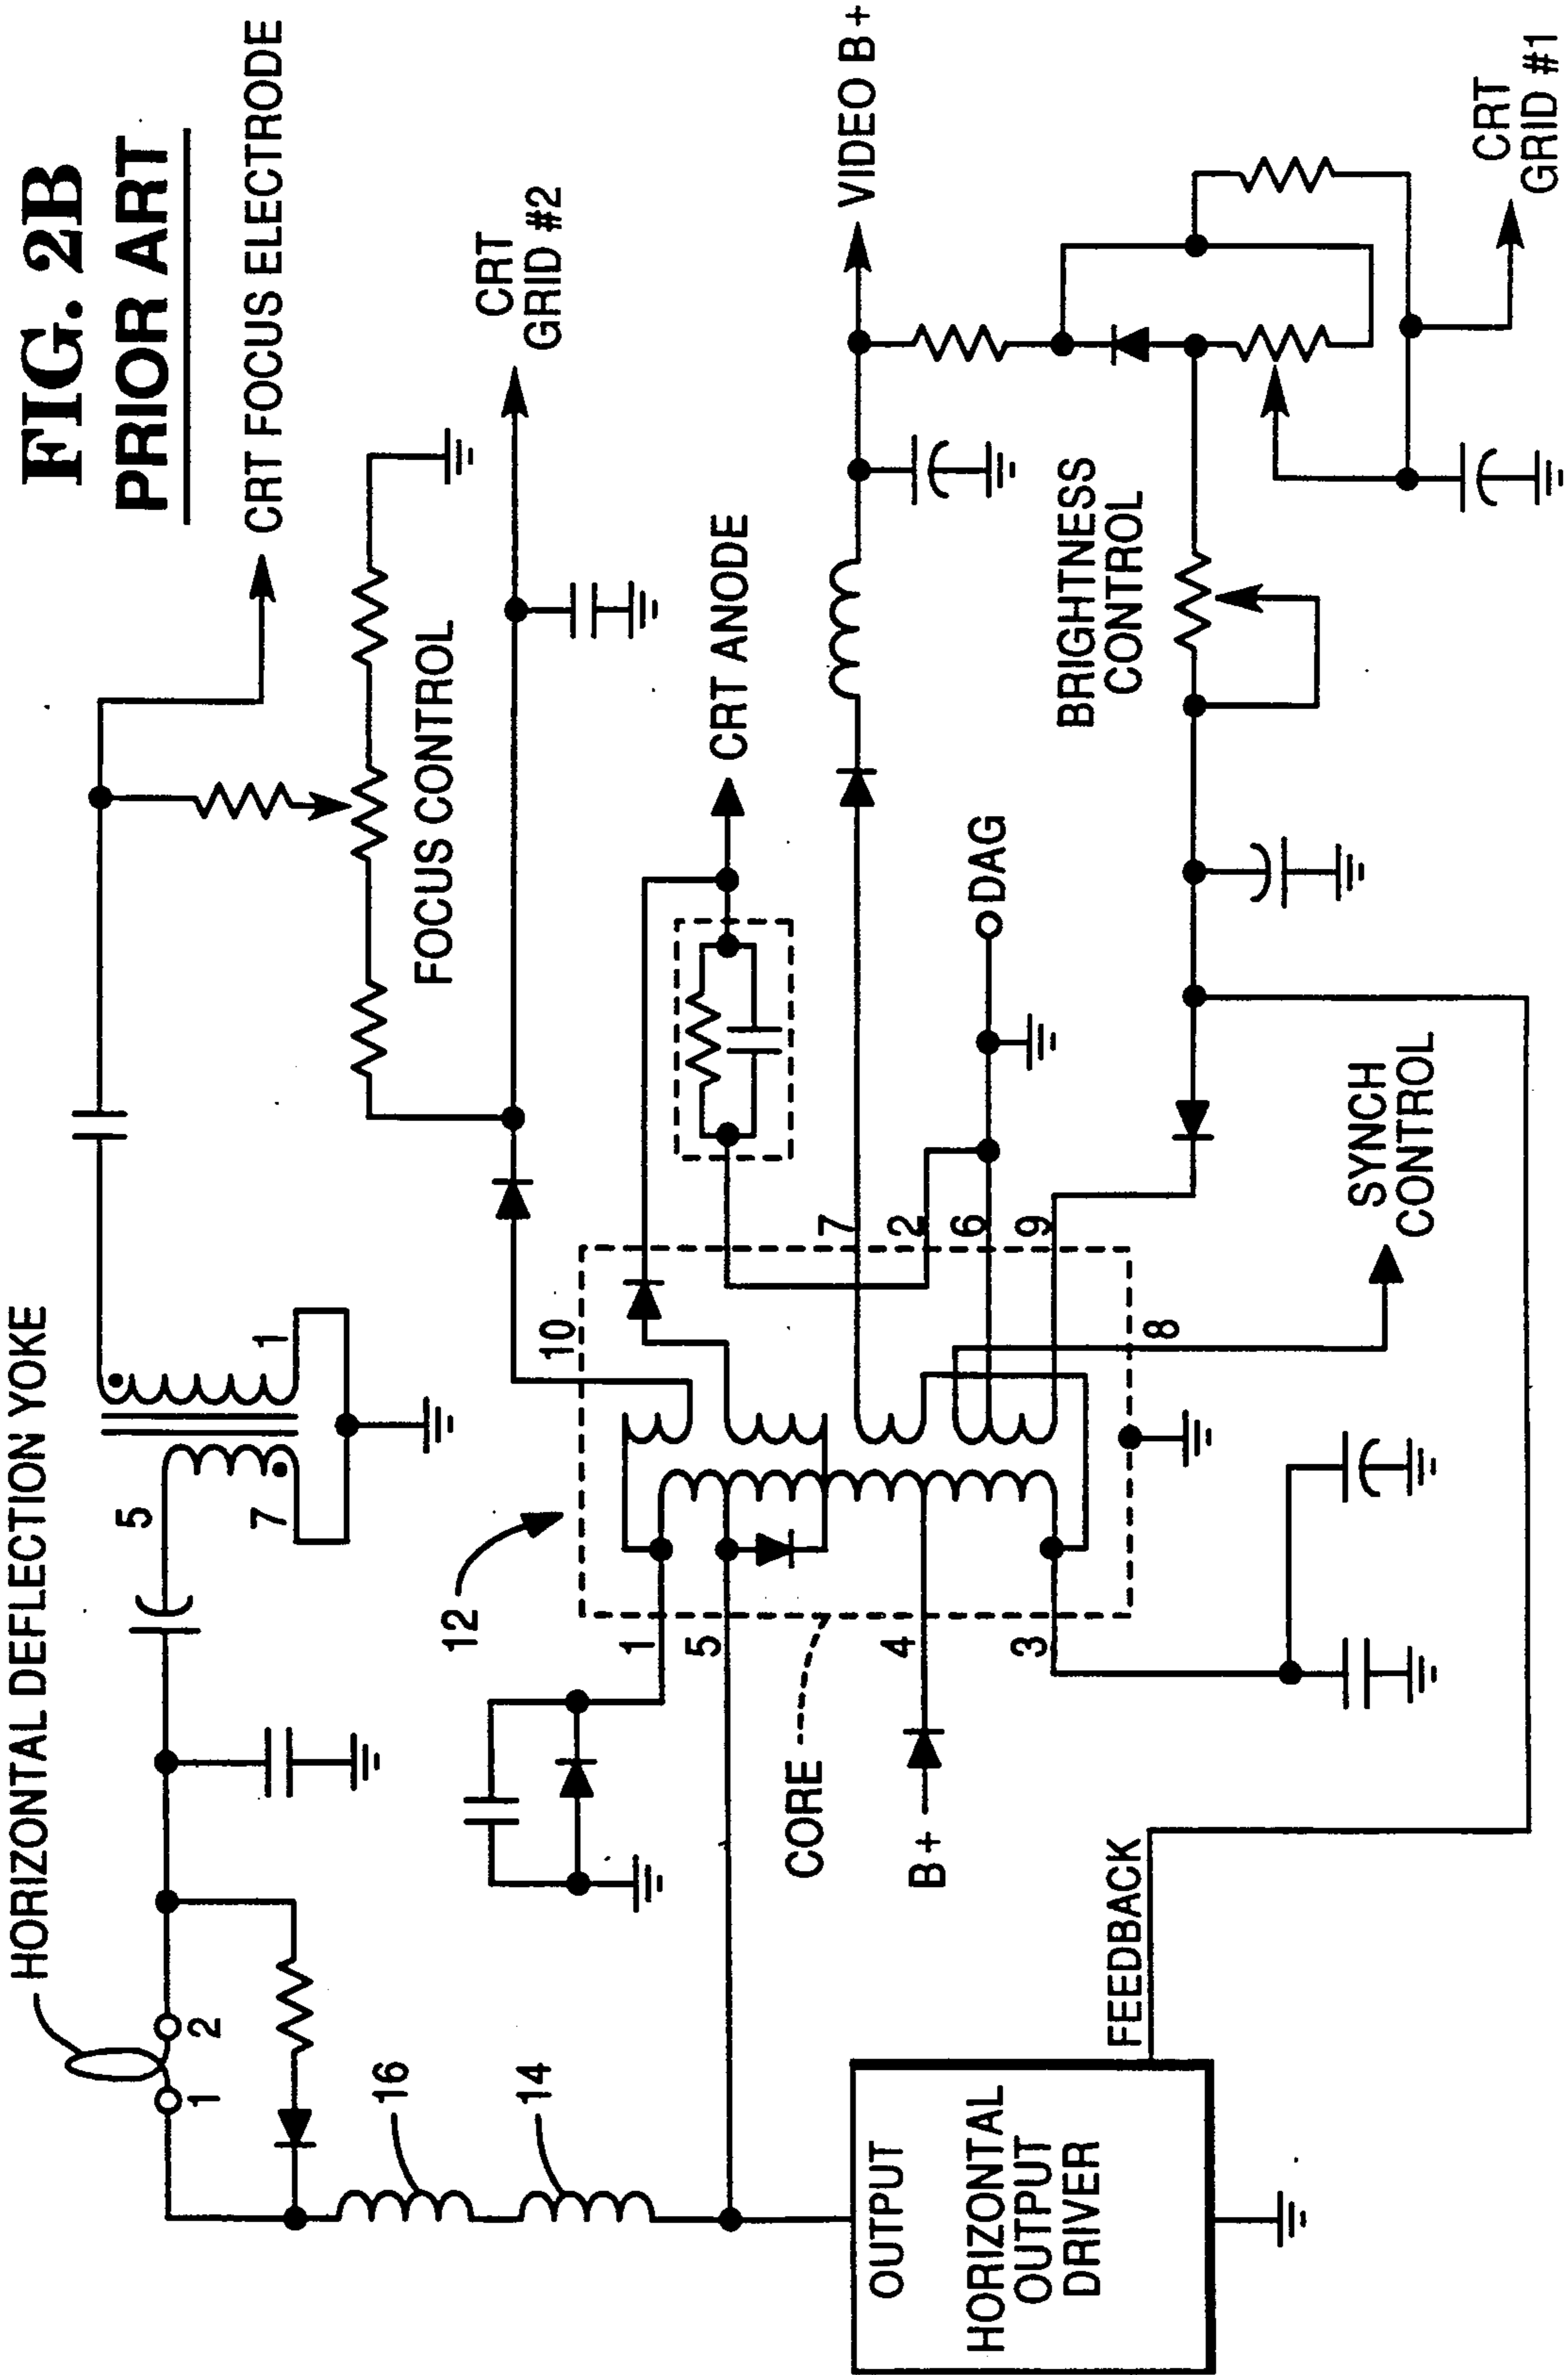 FIG. 2B
PRIOR ART
HORIZONTAL DEFLECTION YOKE
CRT FOCUS ELECTRODE
1
2
5
7
1
16
14
FOCUS CONTROL
CRT
GRID #2
12
10
1
5
4
3
7
2
6
9
8
CORE
B+
CRT ANODE
VIDEO B+
DAG
BRIGHTNESS
CONTROL
SYNCH
CONTROL
CRT
GRID #1
FEEDBACK
OUTPUT
HORIZONTAL
OUTPUT
DRIVER